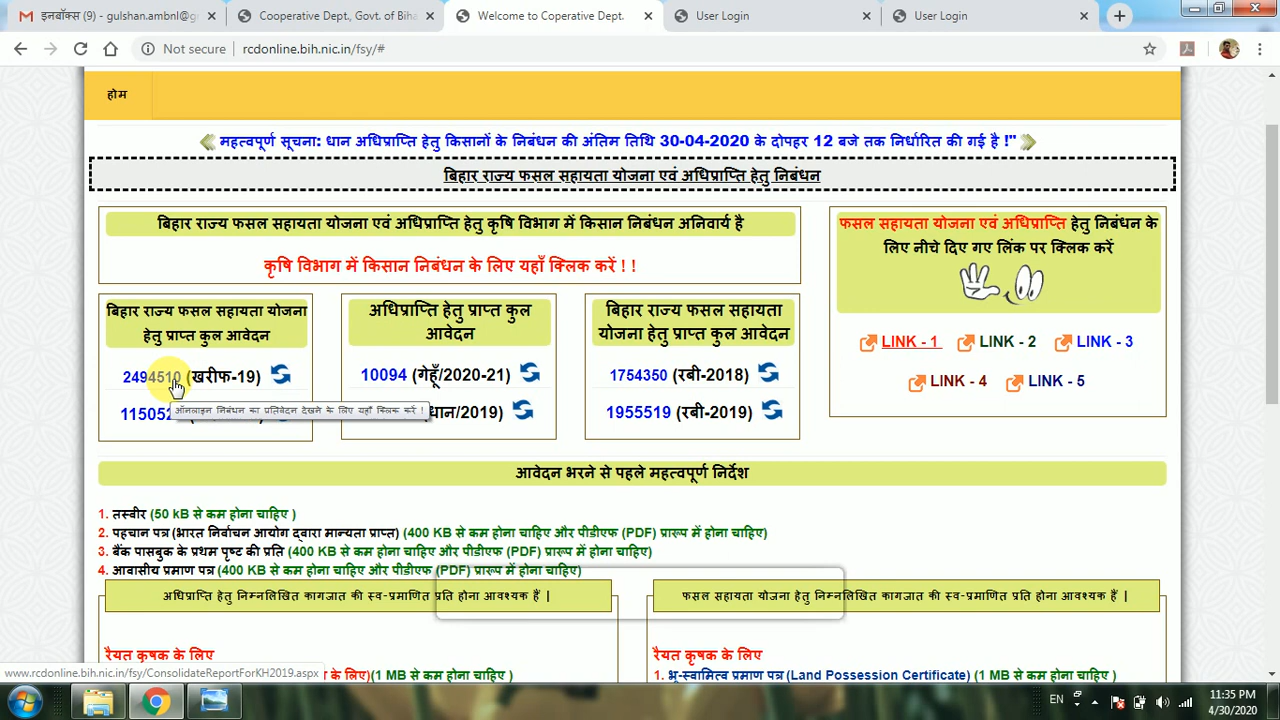 इनबॉक्स (9) - gulshan.ambnl@g
Cooperative Dept., Govt. of Biha
Welcome to Coperative Dept.
User Login
User Login
Not secure
rcdonline.bih.nic.in/fsy/#
होम
महत्वपूर्ण सूचना: धान अधिप्राप्ति हेतु किसानों के निबंधन की अंतिम तिथि 30-04-2020 के दोपहर 12 बजे तक निर्धारित की गई है !"
बिहार राज्य फसल सहायता योजना एवं अधिप्राप्ति हेतु निबंधन
बिहार राज्य फसल सहायता योजना एवं अधिप्राप्ति हेतु कृषि विभाग में किसान निबंधन अनिवार्य है
कृषि विभाग में किसान निबंधन के लिए यहाँ क्लिक करें ! !
फसल सहायता योजना एवं अधिप्राप्ति हेतु निबंधन के
लिए नीचे दिए गए लिंक पर क्लिक करें
बिहार राज्य फसल सहायता योजना
हेतु प्राप्त कुल आवेदन
2494510 (खरीफ-19)
115052
अधिप्राप्ति हेतु प्राप्त कुल
आवेदन
10094 (गेहूँ/2020-21)
धान/2019)
बिहार राज्य फसल सहायता
योजना हेतु प्राप्त कुल आवेदन
1754350 (रबी-2018)
1955519 (रबी-2019)
LINK - 1 LINK - 2 LINK - 3
LINK - 4 LINK - 5
ऑनलाइन निबंधन का प्रतिवेदन देखने के लिए यहाँ क्लिक करें !
आवेदन भरने से पहले महत्वपूर्ण निर्देश
1. तस्वीर (50 kB से कम होना चाहिए )
2. पहचान पत्र (भारत निर्वाचन आयोग द्वारा मान्यता प्राप्त) (400 KB से कम होना चाहिए और पीडीएफ (PDF) प्रारूप में होना चाहिए)
3. बैंक पासबुक के प्रथम पृष्ट की प्रति (400 KB से कम होना चाहिए और पीडीएफ (PDF) प्रारूप में होना चाहिए)
4. आवासीय प्रमाण पत्र (400 KB से कम होना चाहिए और पीडीएफ (PDF) प्रारूप में होना चाहिए)
अधिप्राप्ति हेतु निम्नलिखित कागजात की स्व-प्रमाणित प्रति होना आवश्यक हैं |
फसल सहायता योजना हेतु निम्नलिखित कागजात की स्व-प्रमाणित प्रति होना आवश्यक हैं |
रैयत कृषक के लिए
रैयत कृषक के लिए
के लिए)(1 MB से कम होना चाहिए )
1. भू-स्वामित्व प्रमाण पत्र (Land Possession Certificate) (1 MB से कम होना चाहिए )
www.rcdonline.bih.nic.in/fsy/ConsolidateReportForKH2019.aspx
EN
11:35 PM
4/30/2020